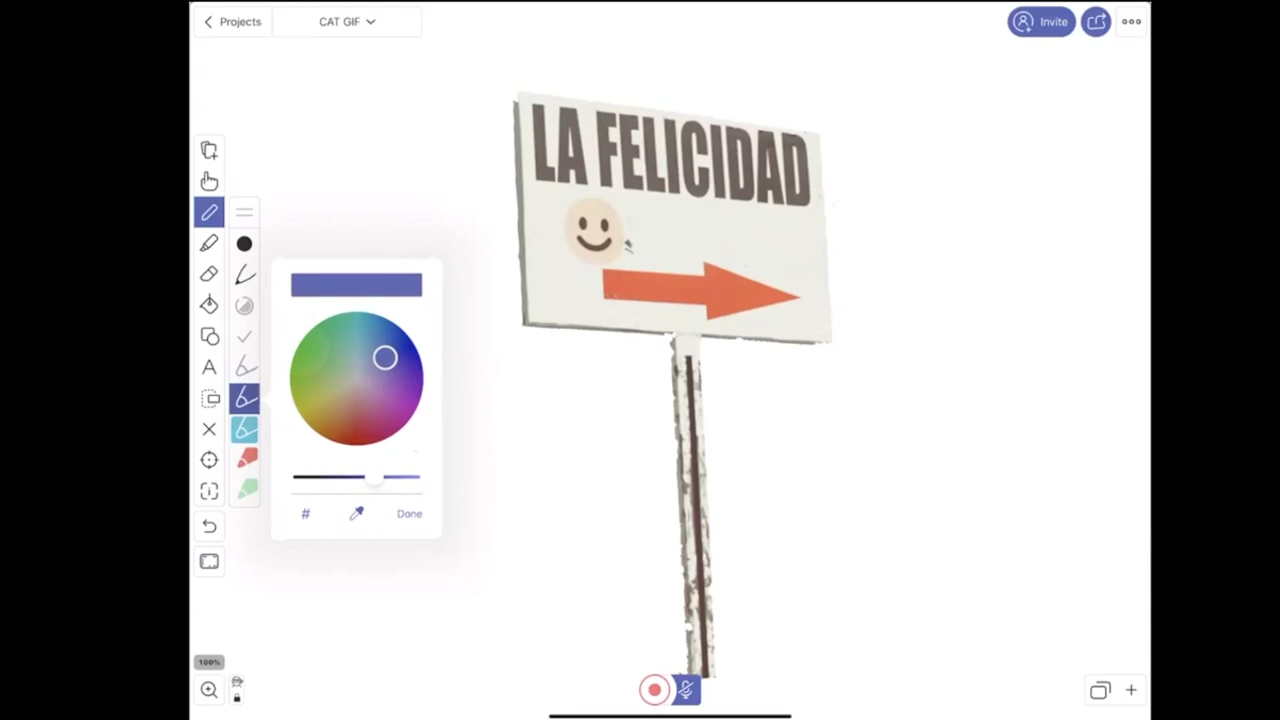 Projects
CAT GIF
Invite
LA FELICIDAD
A
#
Done
100%